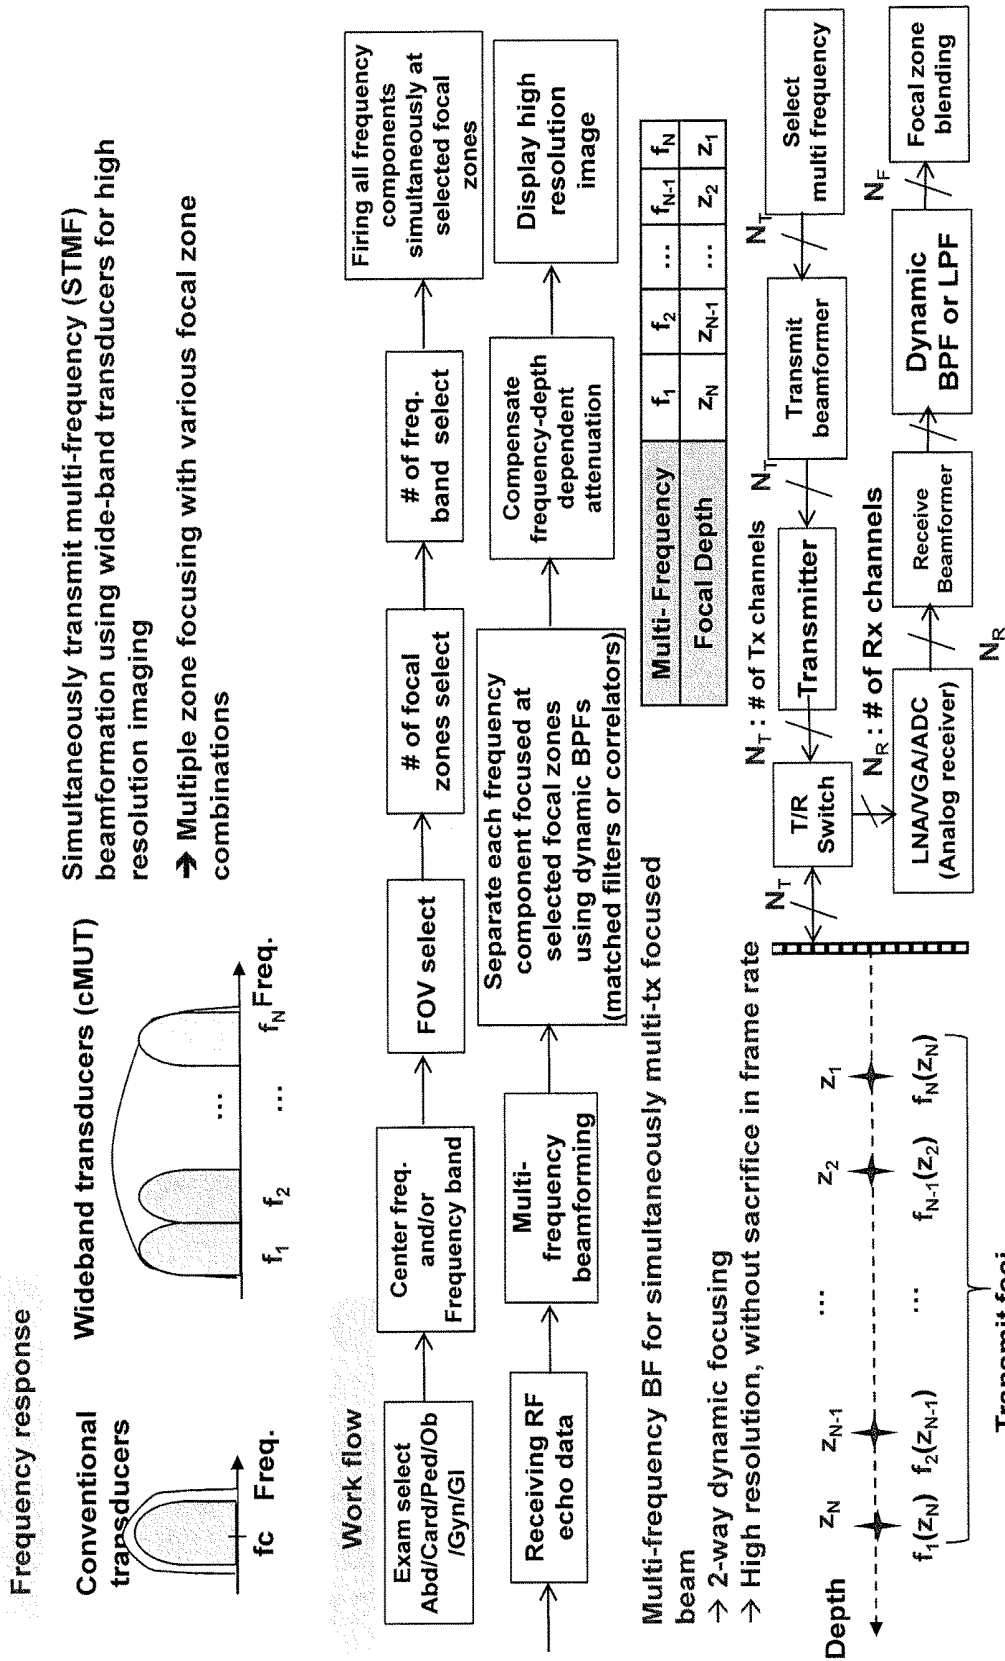 Frequency response
Conventional
transducers
fc
Freq.
Wideband transducers (cMUT)
f1
f2
...
...
fN
Freq.
Simultaneously transmit multi-frequency (STMF)
beamformation using wide-band transducers for high
resolution imaging
→ Multiple zone focusing with various focal zone
combinations
Work flow
Exam select
Abd/Card/Ped/Ob
/Gyn/GI
Center freq.
and/or
Frequency band
FOV select
# of focal
zones select
# of freq.
band select
Firing all frequency
components
simultaneously at
selected focal
zones
Receiving RF
echo data
Multi-
frequency
beamforming
Separate each frequency
component focused at
selected focal zones
using dynamic BPFs
(matched filters or correlators)
Compensate
frequency-depth
dependent
attenuation
Display high
resolution
image
Multi-frequency BF for simultaneously multi-tx focused
beam
→ 2-way dynamic focusing
→ High resolution, without sacrifice in frame rate
Multi- Frequency f1 f2 ... fN-1 fN
Focal Depth zN zN-1 ... z2 z1
Depth
zN zN-1 ... z2 z1
f1(zN) f2(zN-1) ... fN-1(z2) fN(z1)
Transmit foci
NT
T/R
Switch
NT : # of Tx channels
Transmitter
NT
Transmit
beamformer
NT
Select
multi frequency
NR : # of Rx channels
LNA/VGA/ADC
(Analog receiver)
NR
Receive
Beamformer
Dynamic
BPF or LPF
NF
Focal zone
blending